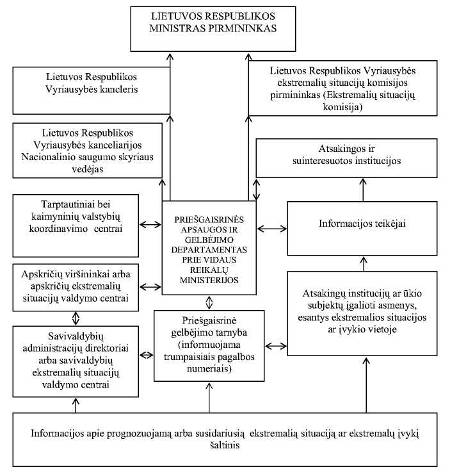 LIETUVOS RESPUBLIKOS
MINISTRAS PIRMININKAS
Lietuvos Respublikos
Vyriausybės kancleris
Lietuvos Respublikos Vyriausybės
ekstremalių situacijų komisijos
pirmininkas (Ekstremalių situacijų
komisija)
Lietuvos Respublikos
Vyriausybės kanceliarijos
Nacionalinio saugumo skyriaus
vedėjas
Atsakingos ir
suinteresuotos institucijos
Tarptautiniai bei
kaimyninių valstybių
koordinavimo centrai
PRIEŠGAISRINĖS
APSAUGOS IR
GELBĖJIMO
DEPARTAMENTAS
PRIE VIDAUS
REIKALŲ
MINISTERIJOS
Informacijos teikėjai
Apskričių viršininkai arba
apskričių ekstremalių
situacijų valdymo centrai
Atsakingų institucijų ar ūkio
subjektų įgalioti asmenys,
esantys ekstremalios situacijos
ar įvykio vietoje
Savivaldybių
administracijų direktoriai
arba savivaldybių
ekstremalių situacijų
valdymo centrai
Priešgaisrinė
gelbėjimo tarnyba
(informuojama
trumpaisiais pagalbos
numeriais)
Informacijos apie prognozuojamą arba susidariusią ekstremalią situaciją ar ekstremalų įvykį
šaltinis